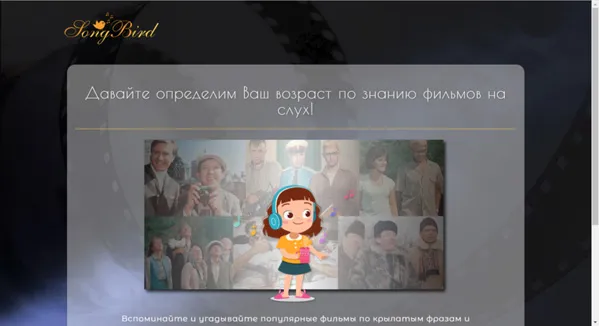 SongBird
Давайте определим Ваш возраст по знанию фильмов на
слух!
Вспоминайте и угадывайте популярные фильмы по крылатым фразам и